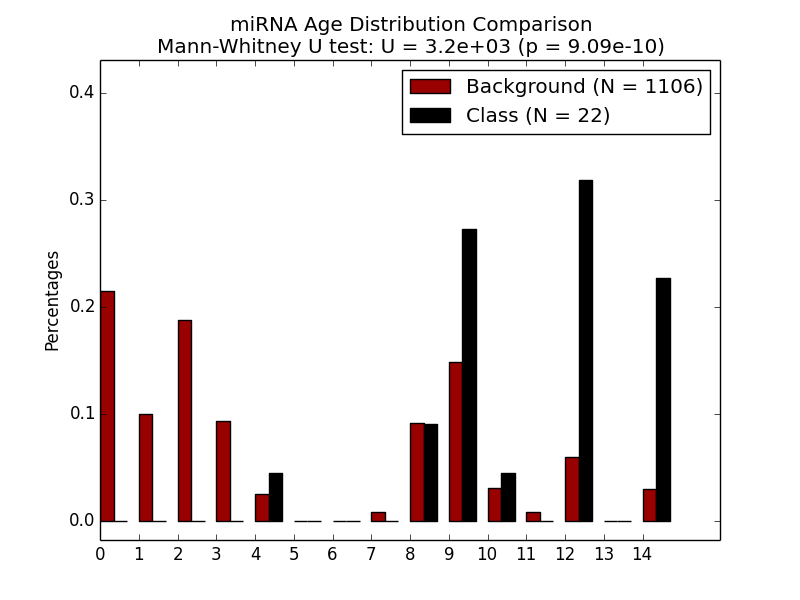 miRNA Age Distribution Comparison
Mann-Whitney U test: U = 3.2e+03 (p = 9.09e-10)
Background (N = 1106)
Class (N = 22)
Percentages
0.4
0.3
0.2
0.1
0.0
0 1 2 3 4 5 6 7 8 9 10 11 12 13 14